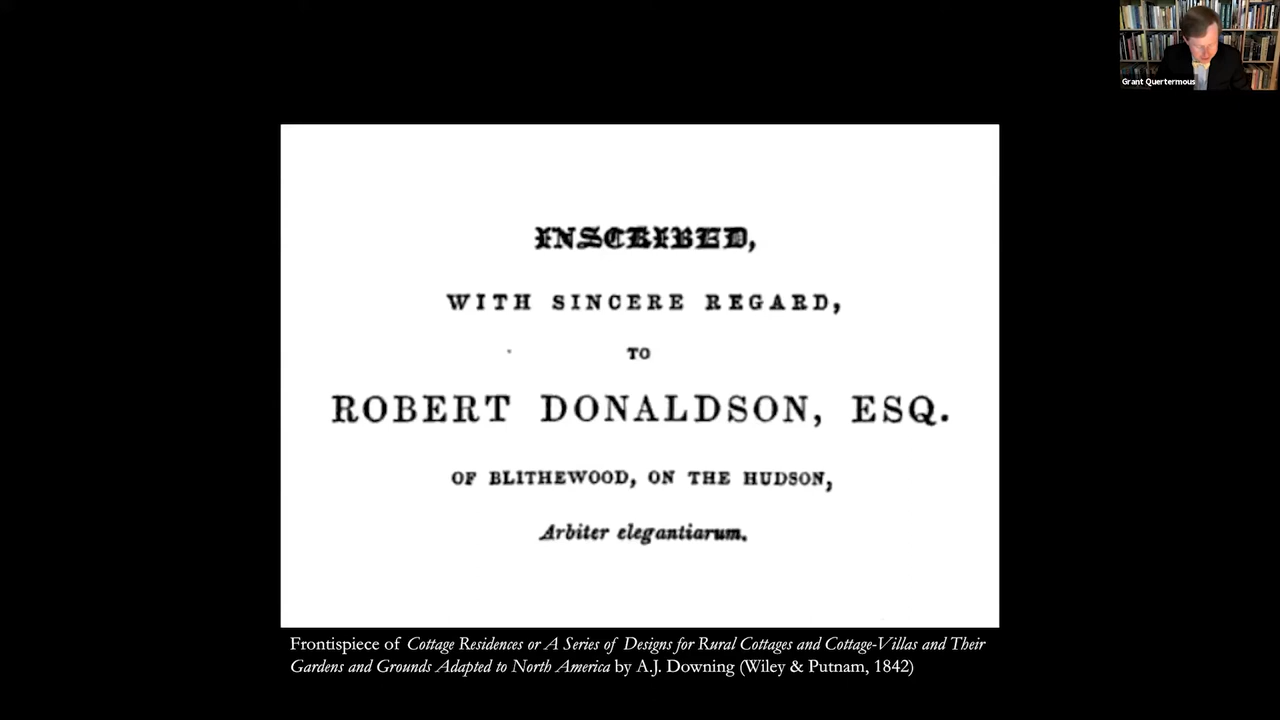 Grant Quertermous
INSCRIBED,
WITH SINCERE REGARD,
TO
ROBERT DONALDSON, ESQ.
OF BLITHEWOOD, ON THE HUDSON,
Arbiter elegantiarum.
Frontispiece of Cottage Residences or A Series of Designs for Rural Cottages and Cottage-Villas and Their
Gardens and Grounds Adapted to North America by A.J. Downing (Wiley & Putnam, 1842)